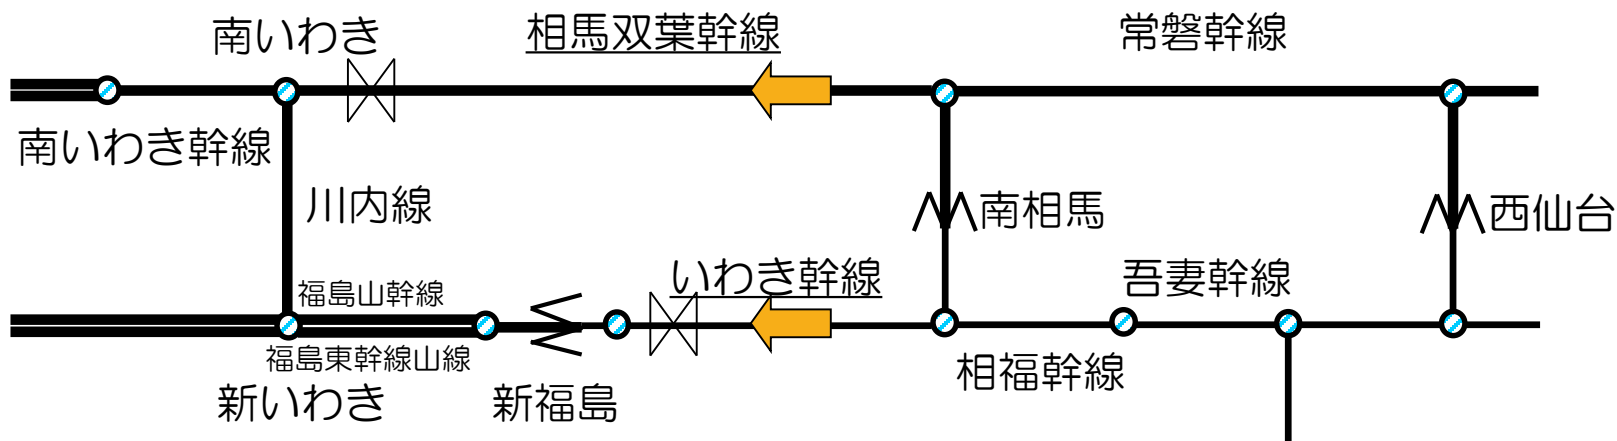 南いわき
相馬双葉幹線
常磐幹線
南いわき幹線
川内線
南相馬
西仙台
いわき幹線
吾妻幹線
福島山幹線
福島東幹線山線
相福幹線
新いわき
新福島